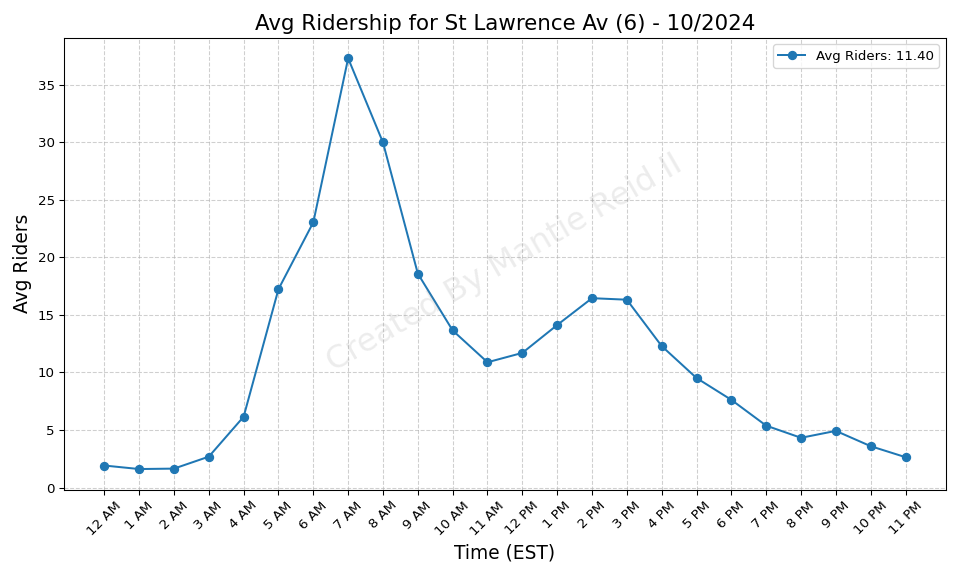 Avg Ridership for St Lawrence Av (6) - 10/2024
Avg Riders: 11.40
Avg Riders
35
30
25
20
15
10
5
0
Created By Mantle Reid II
12 AM
1 AM
2 AM
3 AM
4 AM
5 AM
6 AM
7 AM
8 AM
9 AM
10 AM
11 AM
12 PM
1 PM
2 PM
3 PM
4 PM
5 PM
6 PM
7 PM
8 PM
9 PM
10 PM
11 PM
Time (EST)